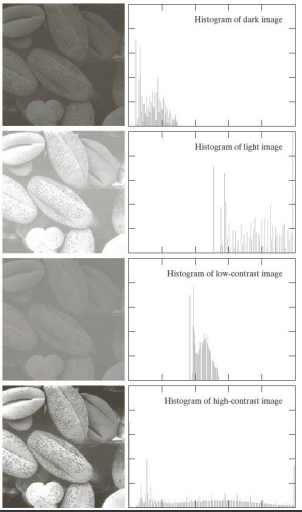 Histogram of dark image
Histogram of light image
Histogram of low-contrast image
Histogram of high-contrast image